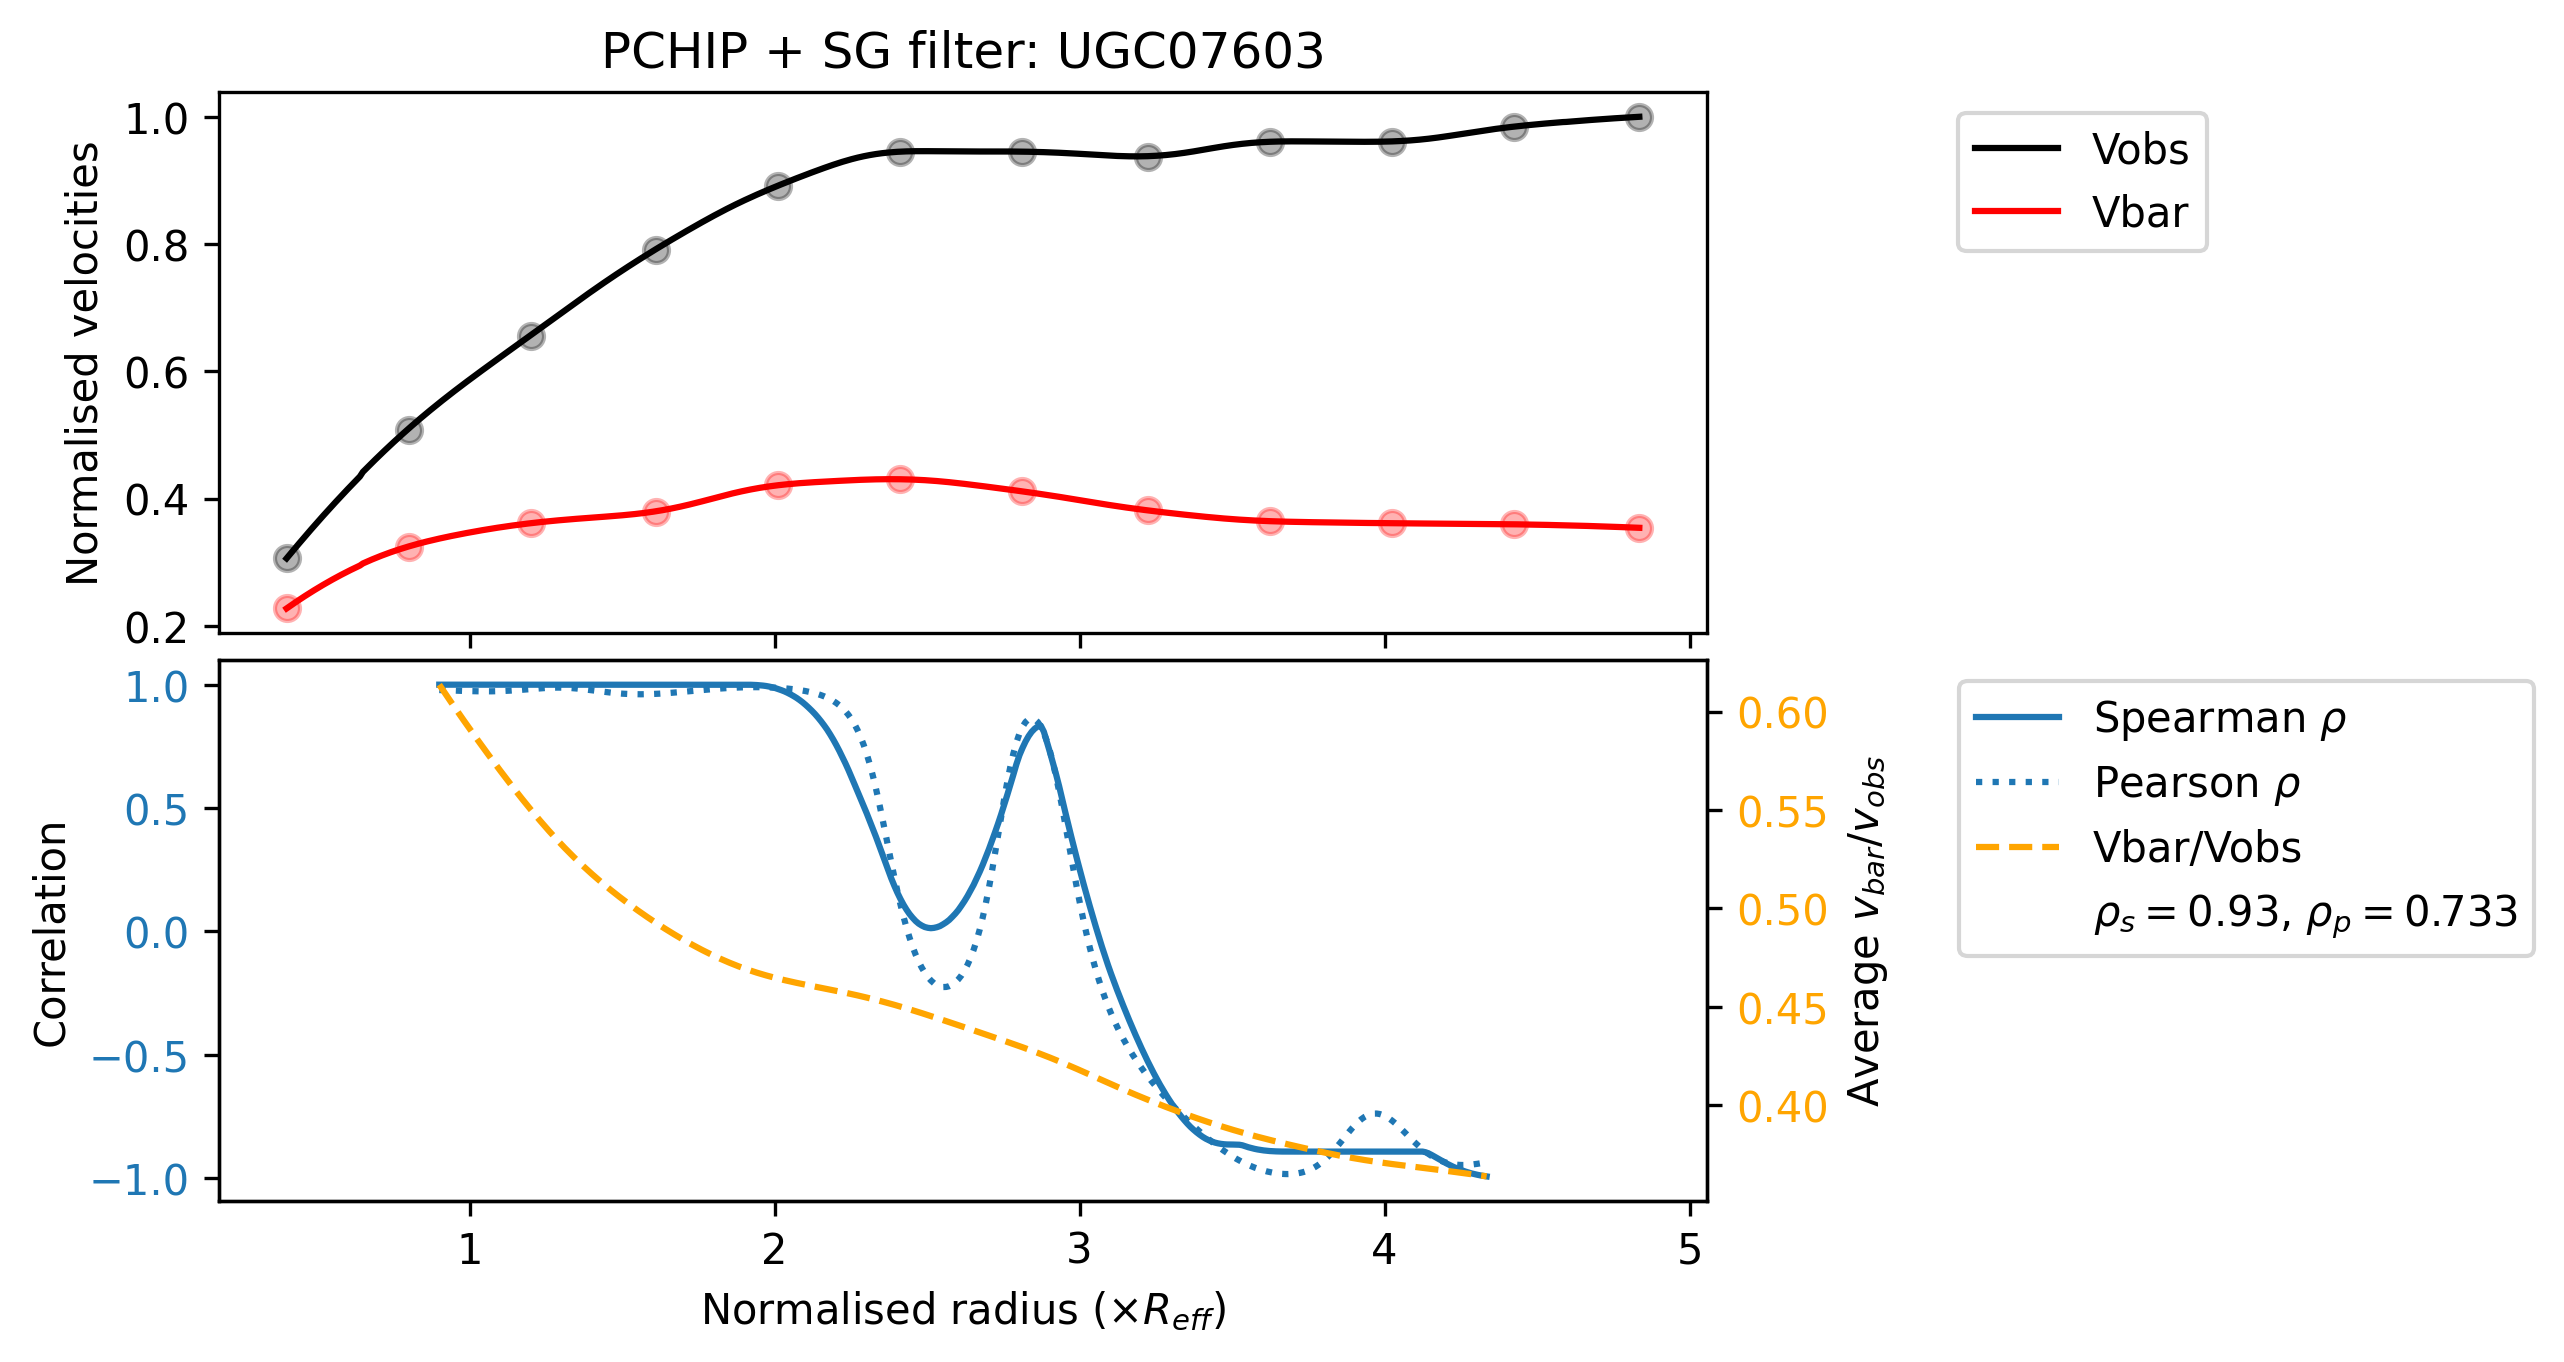 PCHIP + SG filter: UGC07603
Normalised velocities
1.0
0.8
0.6
0.4
0.2
Vobs
Vbar
Correlation
1.0
0.5
0.0
−0.5
−1.0
0.60
0.55
0.50
0.45
0.40
Average v_bar/v_obs
Spearman ρ
Pearson ρ
Vbar/Vobs
ρ_s = 0.93, ρ_p = 0.733
1 2 3 4 5
Normalised radius (×R_eff)